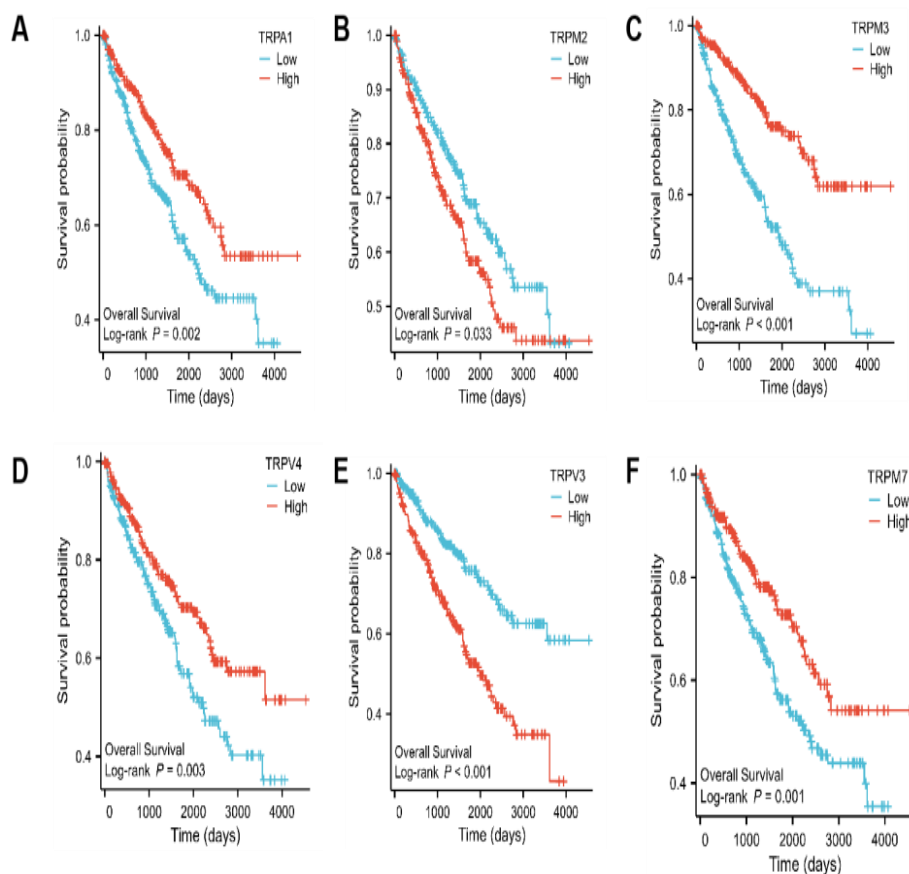 A
TRPA1
Low
High
1.0
0.8
0.6
0.4
Survival probability
Overall Survival
Log-rank P = 0.002
0 1000 2000 3000 4000
Time (days)
B
TRPM2
Low
High
1.0
0.9
0.8
0.7
0.6
0.5
Survival probability
Overall Survival
Log-rank P = 0.033
0 1000 2000 3000 4000
Time (days)
C
TRPM3
Low
High
1.0
0.8
0.6
0.4
Survival probability
Overall Survival
Log-rank P < 0.001
0 1000 2000 3000 4000
Time (days)
D
TRPV4
Low
High
1.0
0.8
0.6
0.4
Survival probability
Overall Survival
Log-rank P = 0.003
0 1000 2000 3000 4000
Time (days)
E
TRPV3
Low
High
1.0
0.8
0.6
0.4
Survival probability
Overall Survival
Log-rank P < 0.001
0 1000 2000 3000 4000
Time (days)
F
TRPM7
Low
High
1.0
0.8
0.6
0.4
Survival probability
Overall Survival
Log-rank P = 0.001
0 1000 2000 3000 4000
Time (days)